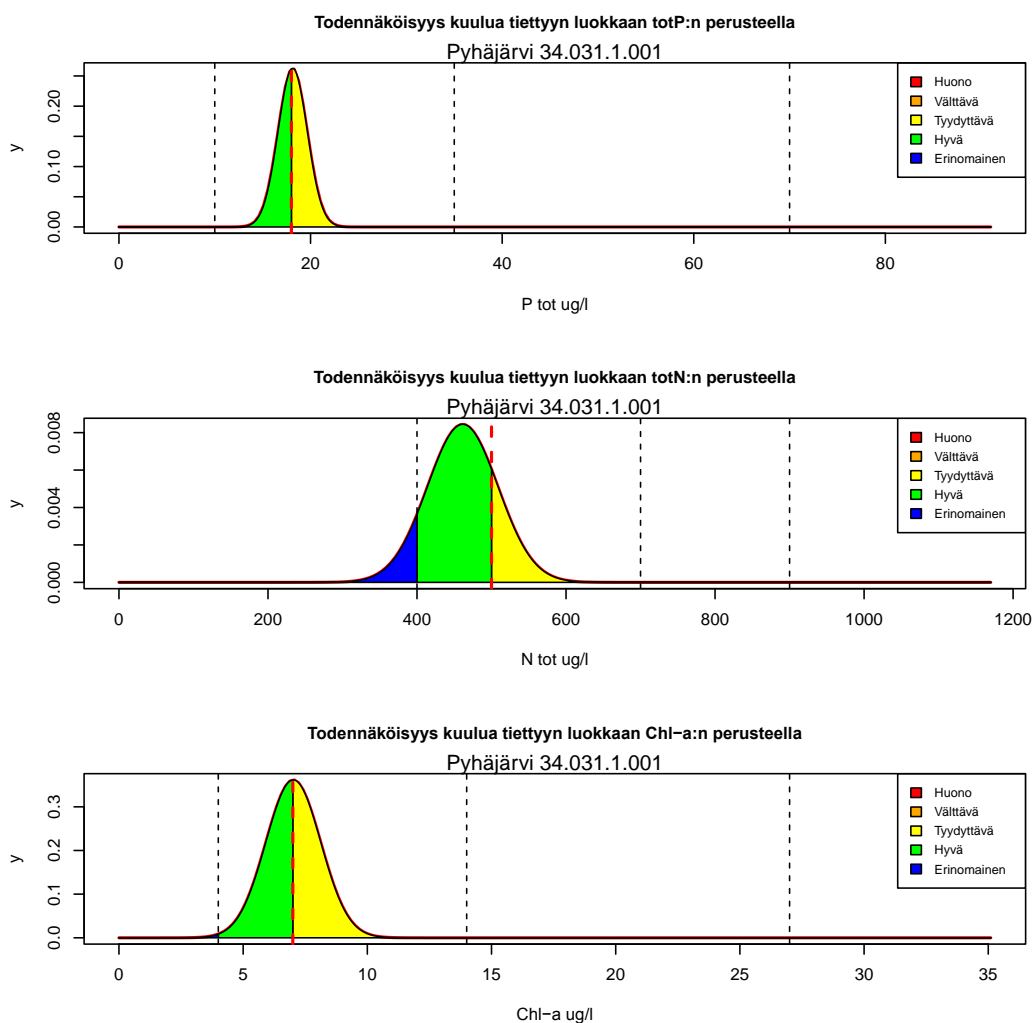 Todennäköisyys kuulua tiettyyn luokkaan totP:n perusteella
Pyhäjärvi 34.031.1.001
Huono
Välttävä
Tyydyttävä
Hyvä
Erinomainen
y
0.20
0.10
0.00
0 20 40 60 80
P tot ug/l
Todennäköisyys kuulua tiettyyn luokkaan totN:n perusteella
Pyhäjärvi 34.031.1.001
Huono
Välttävä
Tyydyttävä
Hyvä
Erinomainen
y
0.008
0.004
0.000
0 200 400 600 800 1000 1200
N tot ug/l
Todennäköisyys kuulua tiettyyn luokkaan Chl−a:n perusteella
Pyhäjärvi 34.031.1.001
Huono
Välttävä
Tyydyttävä
Hyvä
Erinomainen
y
0.3
0.2
0.1
0.0
0 5 10 15 20 25 30 35
Chl−a ug/l